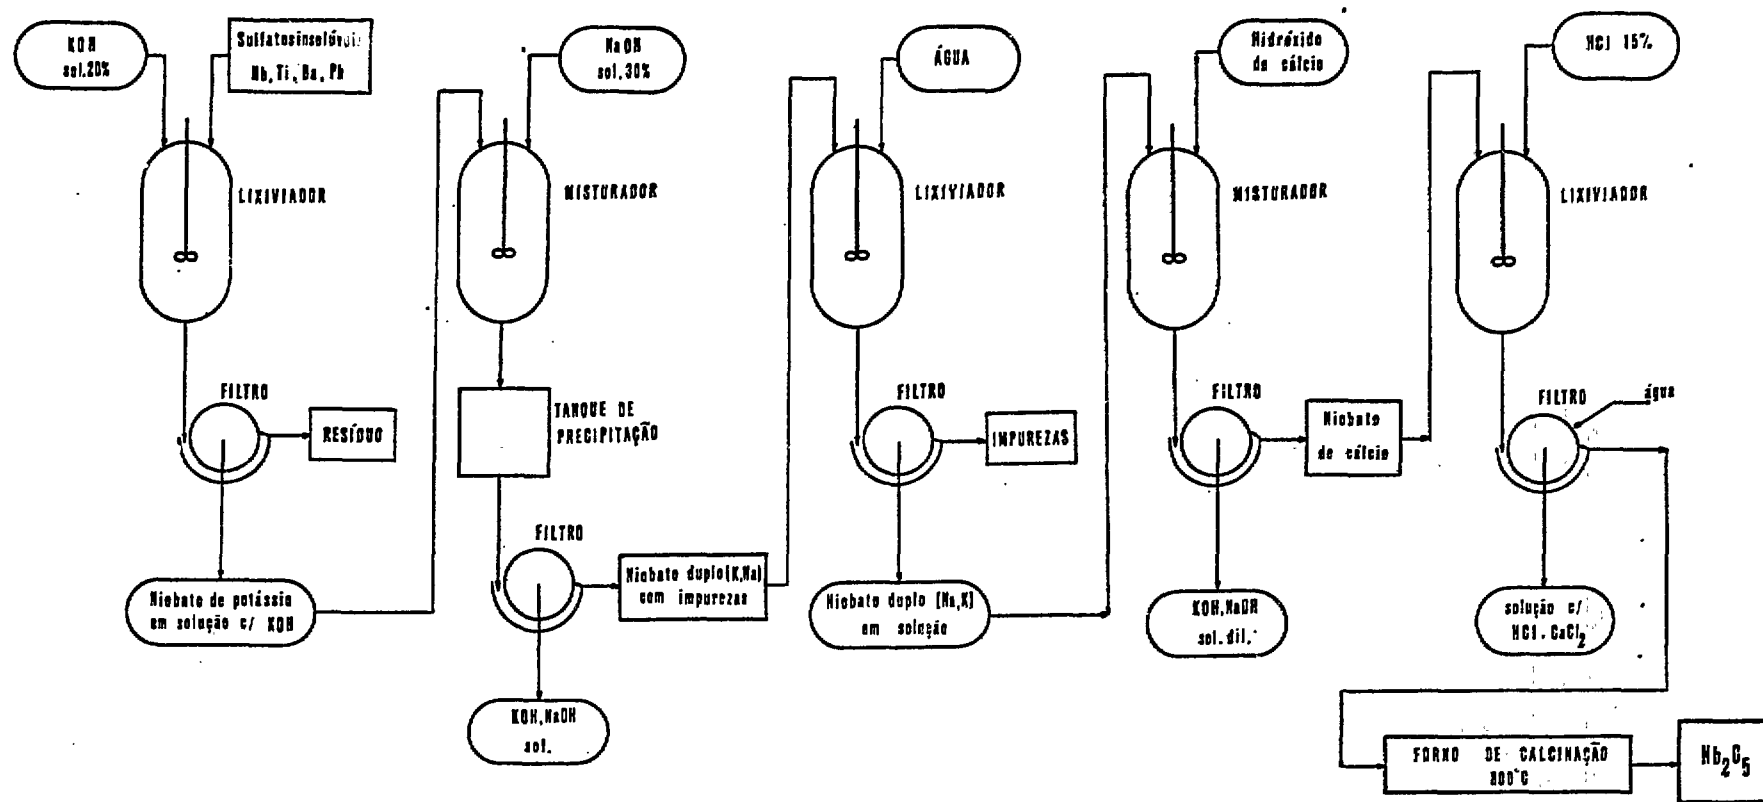 KOH
sol.20%
Sulfatos insolúveis
Nb, Ti, Ba, Pb
LIXIVIADOR
FILTRO
RESÍDUO
Niobato de potássio
em solução c/ KOH
NaOH
sol.30%
MISTURADOR
TANQUE DE
PRECIPITAÇÃO
FILTRO
Niobato duplo (K,Na)
com impurezas
KOH, NaOH
sol.
ÁGUA
LIXIVIADOR
FILTRO
IMPUREZAS
Niobato duplo (Na,K)
em solução
Hidróxido
de cálcio
MISTURADOR
FILTRO
Niobato
de cálcio
KOH, NaOH
sol. dil.
HCl 15%
LIXIVIADOR
FILTRO
água
solução c/
HCl . CaCl2
FORNO DE CALCINAÇÃO
800°C
Nb2O5